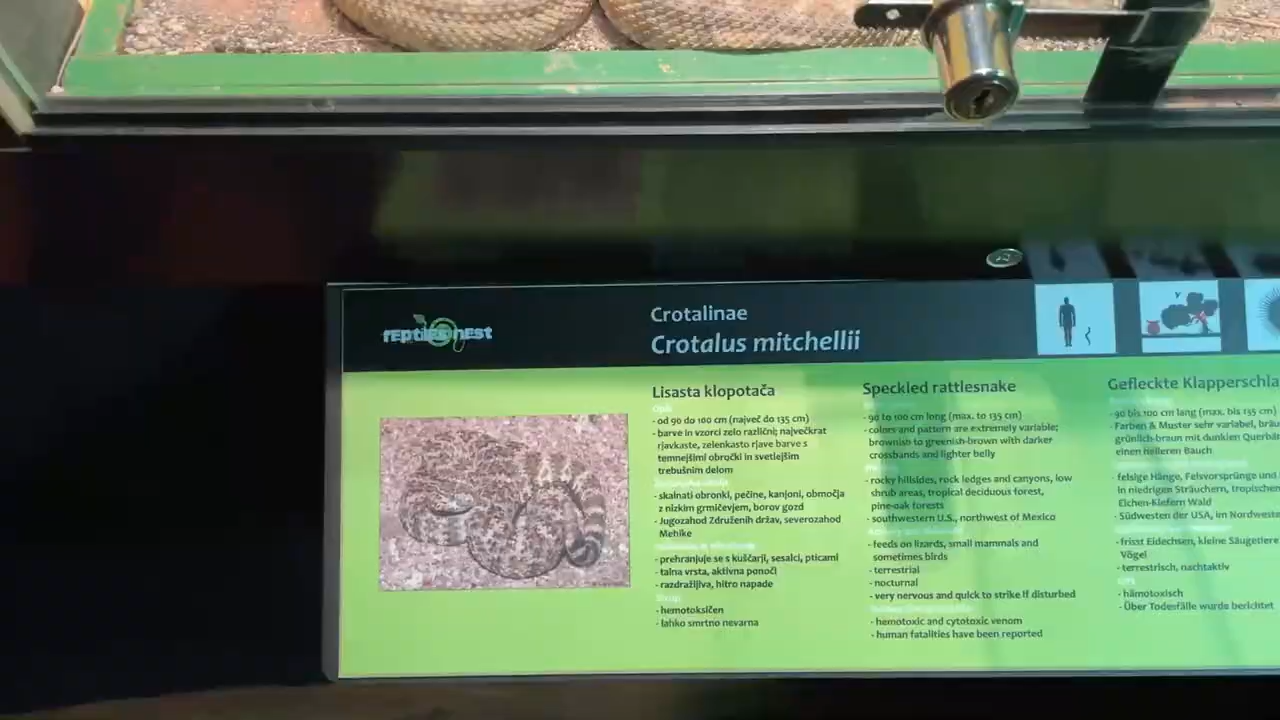 rEptilEs nEst
Crotalinae
Crotalus mitchellii
Lisasta klopotača
- od 90 do 100 cm (največ do 135 cm)
- barve in vzorci zelo različni; največkrat
rjavkaste, zelenkasto rjave barve s
temnejšimi obročki in svetlejšim
trebušnim delom
- skalnati obronki, pečine, kanjoni, območja
z nizkim grmičevjem, borov gozd
- Jugozahod Združenih držav, severozahod
Mehike
- prehranjuje se s kuščarji, sesalci, pticami
- talna vrsta, aktivna ponoči
- razdražljiva, hitro napade
- hemotoksičen
- lahko smrtno nevarna
Speckled rattlesnake
- 90 to 100 cm long (max. to 135 cm)
- colors and pattern are extremely variable;
brownish to greenish-brown with darker
crossbands and lighter belly
- rocky hillsides, rock ledges and canyons, low
shrub areas, tropical deciduous forest,
pine-oak forests
- southwestern U.S., northwest of Mexico
- feeds on lizards, small mammals and
sometimes birds
- terrestrial
- nocturnal
- very nervous and quick to strike if disturbed
- hemotoxic and cytotoxic venom
- human fatalities have been reported
Gefleckte Klapperschla
- 90 bis 100 cm lang (max. bis 135 cm)
- Farben & Muster sehr variabel, bräu
grünlich-braun mit dunklen Querbä
einen helleren Bauch
- felsige Hänge, Felsvorsprünge und
in niedrigen Sträuchern, tropischen
Eichen-Kiefern Wald
- Südwesten der USA, im Nordweste
- frisst Eidechsen, kleine Säugetiere
Vögel
- terrestrisch, nachtaktiv
- hämotoxisch
- Über Todesfälle wurde berichtet